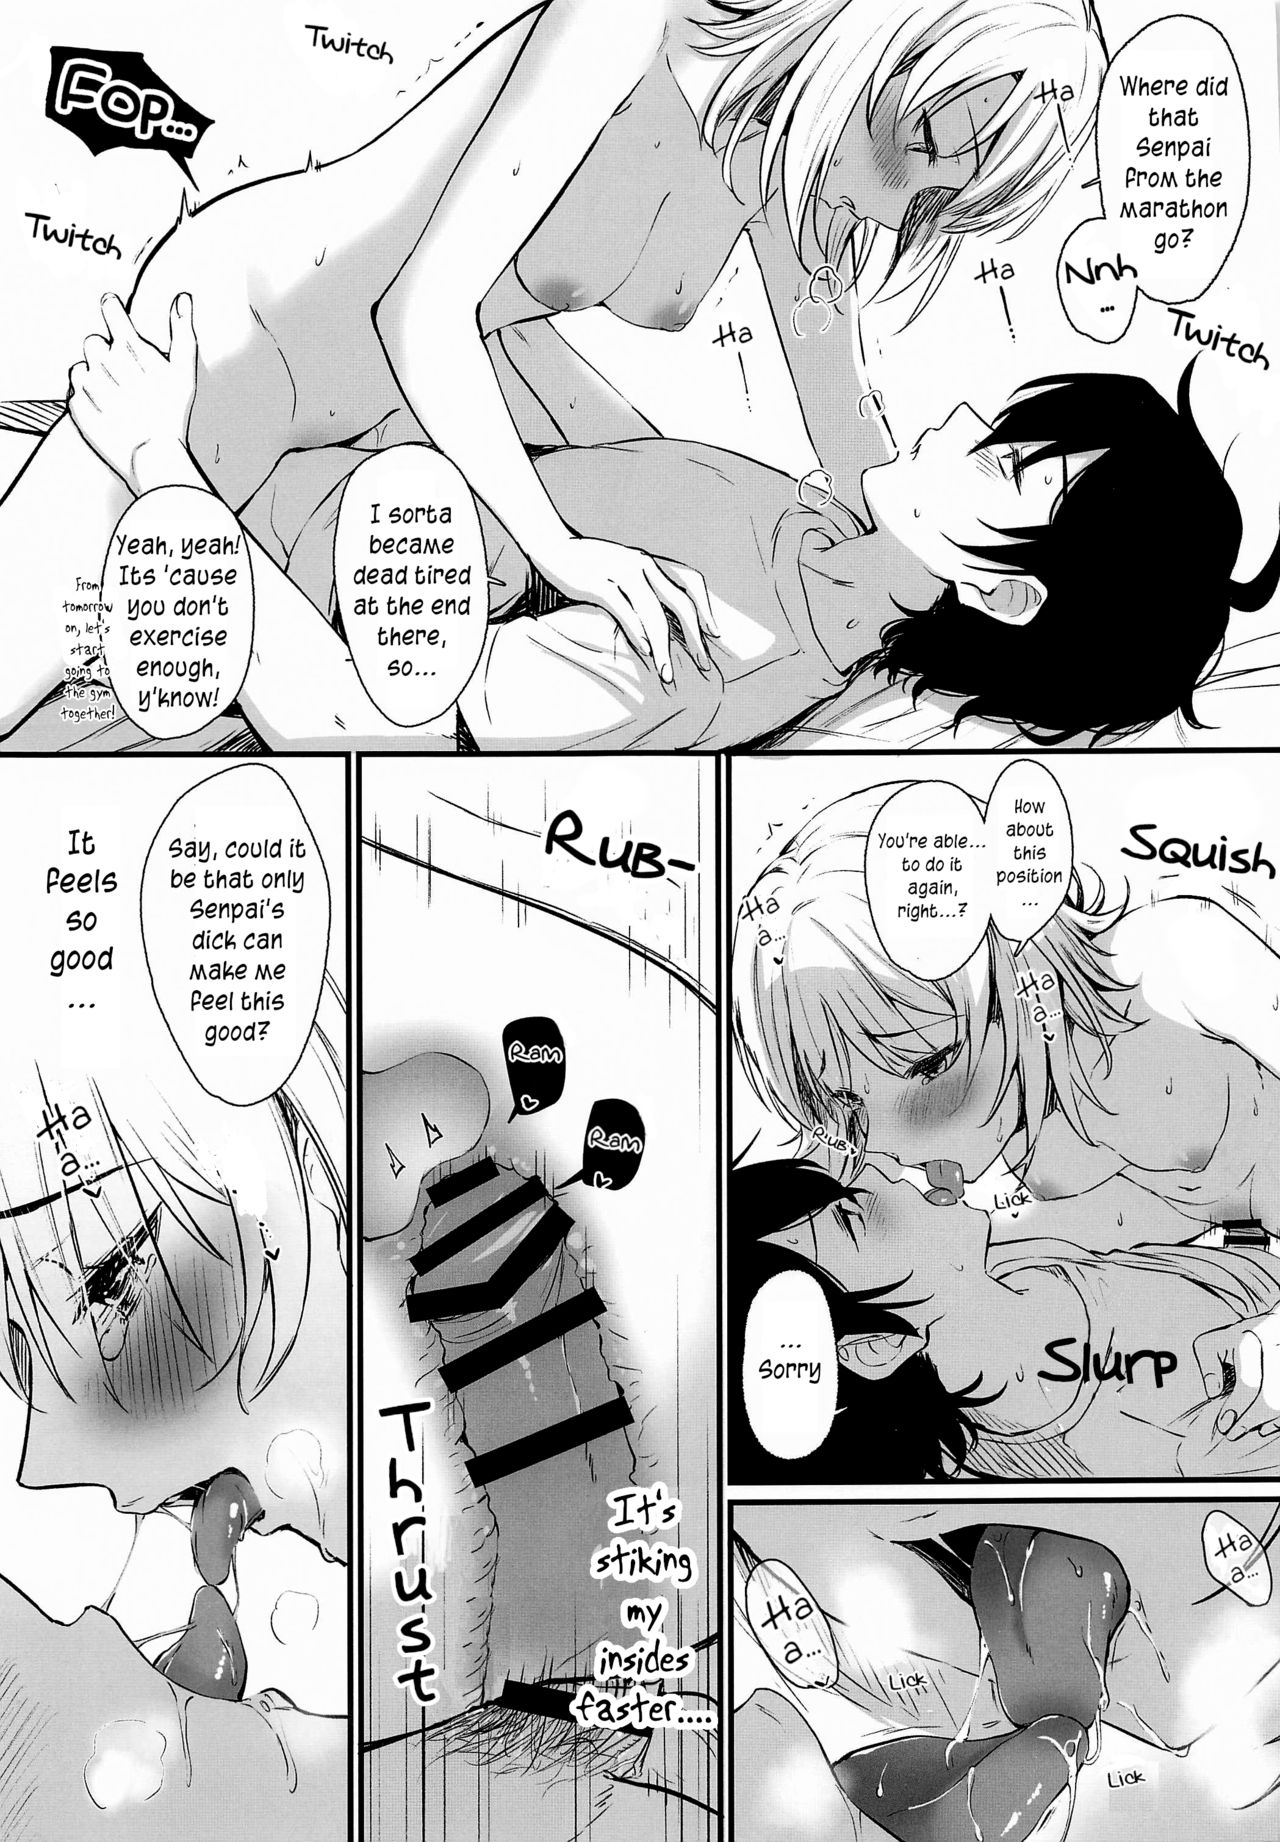 Twitch
Fop...
Twitch
Ha
Where did
that
Senpai
from the
marathon
go?
Nnh
...
Ha
Ha
Twitch
I sorta
became
dead tired
at the end
there,
so...
Yeah, yeah!
Its 'cause
you don't
exercise
enough,
y'know!
From
tomorrow
on, let's
start
going to
the gym
together!
How
about
this
position
...
You're able...
to do it
again,
right...?
Squish
Ha
a...
Ha
a...
Rub
Lick
...
Sorry
Slurp
Ha
a...
Ha
a...
Lick
Lick
Rub-
Ram
Ram
Thrust
It's
stiking
my
insides
faster....
Say, could it
be that only
Senpai's
dick can
make me
feel this
good?
It
feels
so
good
...
Ha
a...